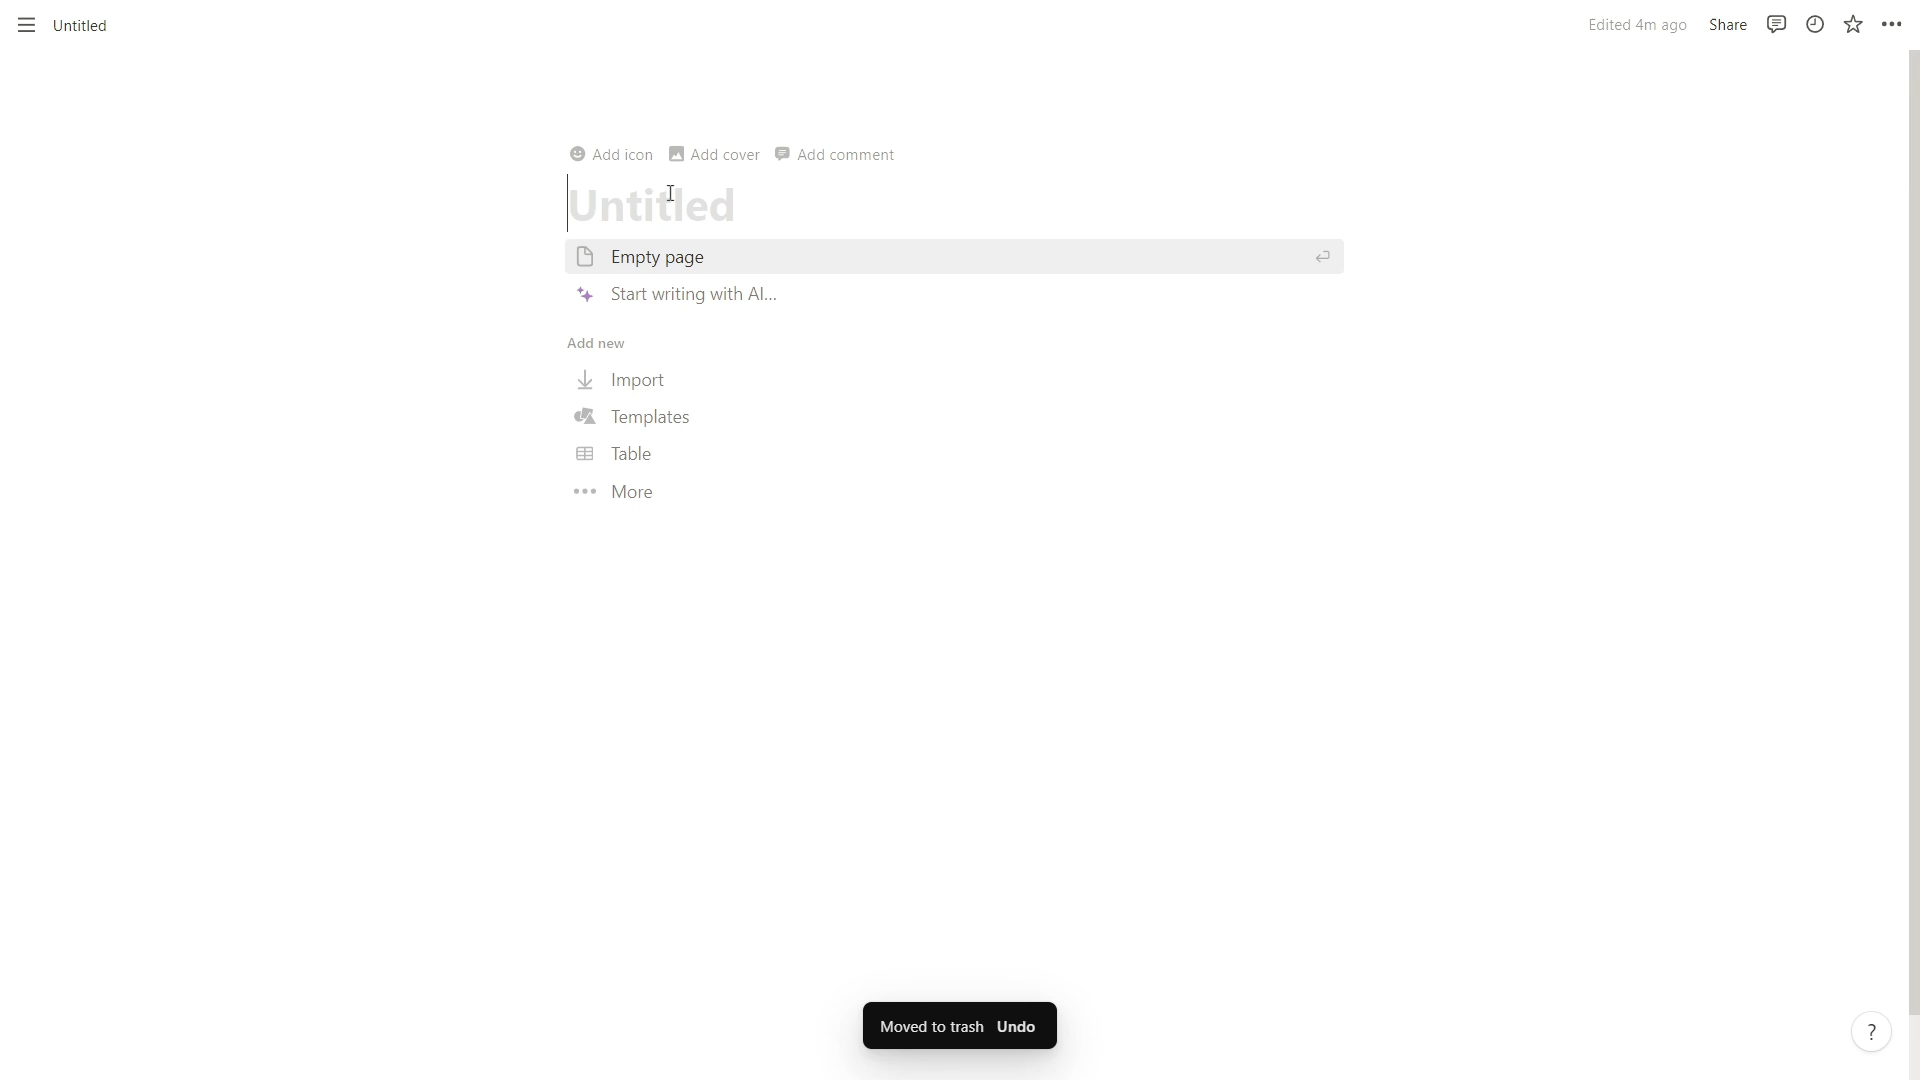 Untitled
Edited 4m ago Share
Add icon Add cover Add comment
Untitled
Empty page
Start writing with AI...
Add new
Import
Templates
Table
More
Moved to trash Undo
?